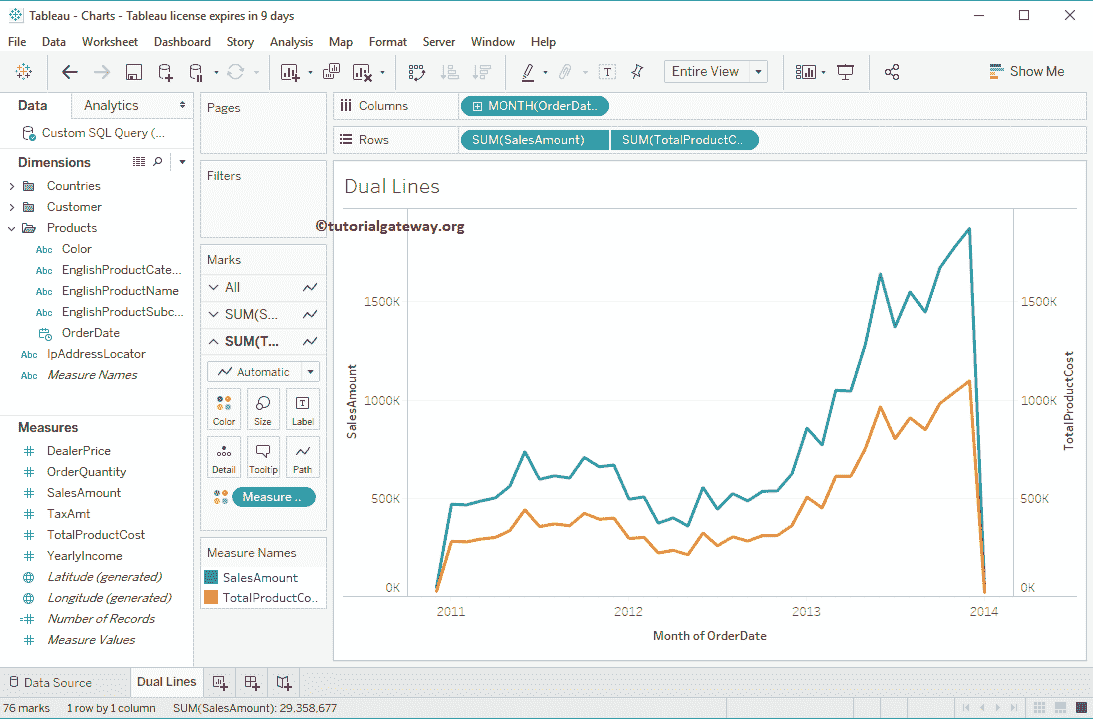 Tableau - Charts - Tableau license expires in 9 days
File Data Worksheet Dashboard Story Analysis Map Format Server Window Help
Entire View
Show Me
Data Analytics
Custom SQL Query (...
Dimensions
Countries
Customer
Products
Abc Color
Abc EnglishProductCate...
Abc EnglishProductName
Abc EnglishProductSubc...
OrderDate
Abc IpAddressLocator
Abc Measure Names
Measures
DealerPrice
OrderQuantity
SalesAmount
TaxAmt
TotalProductCost
YearlyIncome
Latitude (generated)
Longitude (generated)
Number of Records
Measure Values
Pages
Filters
Marks
All
SUM(S...
SUM(T...
Automatic
Color Size Label
Detail Tooltip Path
Measure ..
Measure Names
SalesAmount
TotalProductCo..
Columns MONTH(OrderDat..
Rows SUM(SalesAmount) SUM(TotalProductC..
Dual Lines
©tutorialgateway.org
SalesAmount
1500K
1000K
500K
0K
1500K
1000K
500K
0K
TotalProductCost
2011 2012 2013 2014
Month of OrderDate
Data Source Dual Lines
76 marks 1 row by 1 column SUM(SalesAmount): 29,358,677